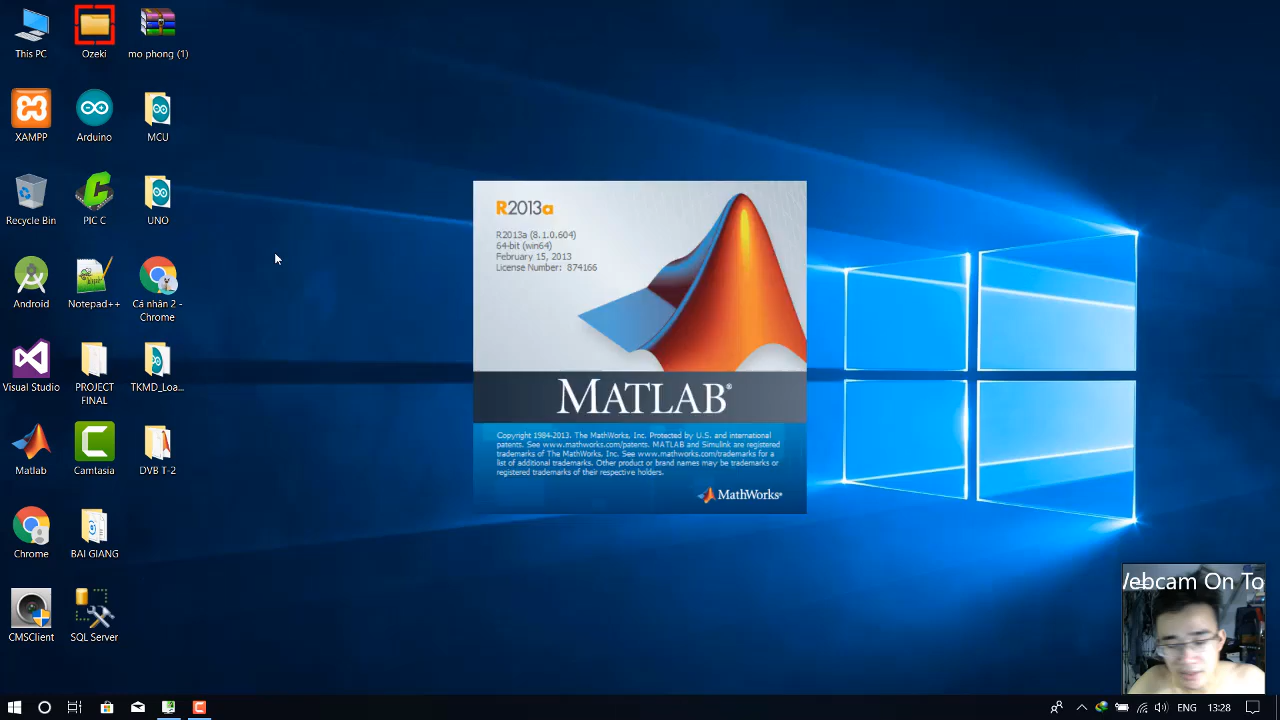 This PC
Ozeki
mo phong (1)
XAMPP
Arduino
MCU
Recycle Bin
PIC C
UNO
Android
Notepad++
Cá nhân 2 -
Chrome
Visual Studio
PROJECT
FINAL
TKMD_Loa...
Matlab
Camtasia
DVB T-2
Chrome
BAI GIANG
CMSClient
SQL Server
R2013a
R2013a (8.1.0.604)
64-bit (win64)
February 15, 2013
License Number: 874166
MATLAB®
Copyright 1984-2013. The MathWorks, Inc. Protected by U.S. and international
patents. See www.mathworks.com/patents. MATLAB and Simulink are registered
trademarks of The MathWorks, Inc. See www.mathworks.com/trademarks for a
list of additional trademarks. Other product or brand names may be trademarks or
registered trademarks of their respective holders.
MathWorks®
Webcam On To
ENG
13:28